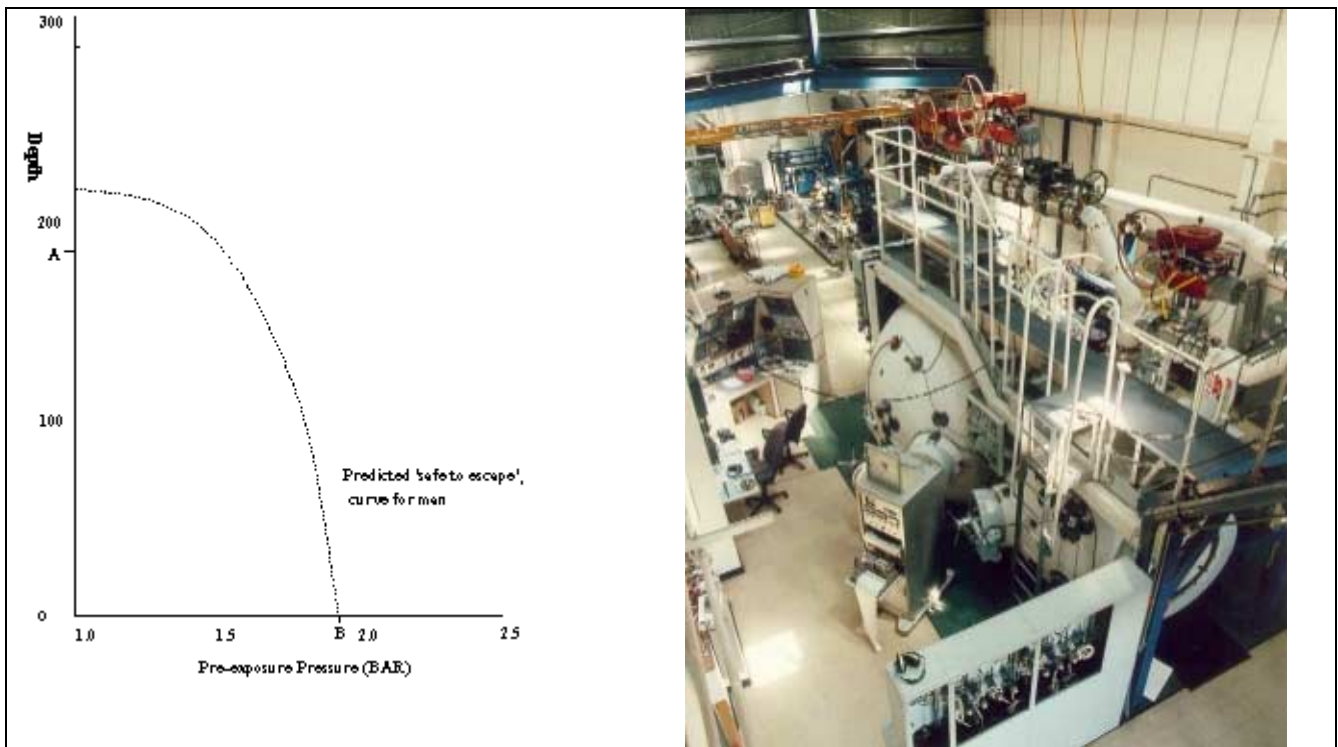 300
Depth
200
A
100
Predicted 'safe to escape',
curve for man
0
1.0 1.5 B 2.0 2.5
Pre-exposure Pressure (BAR)